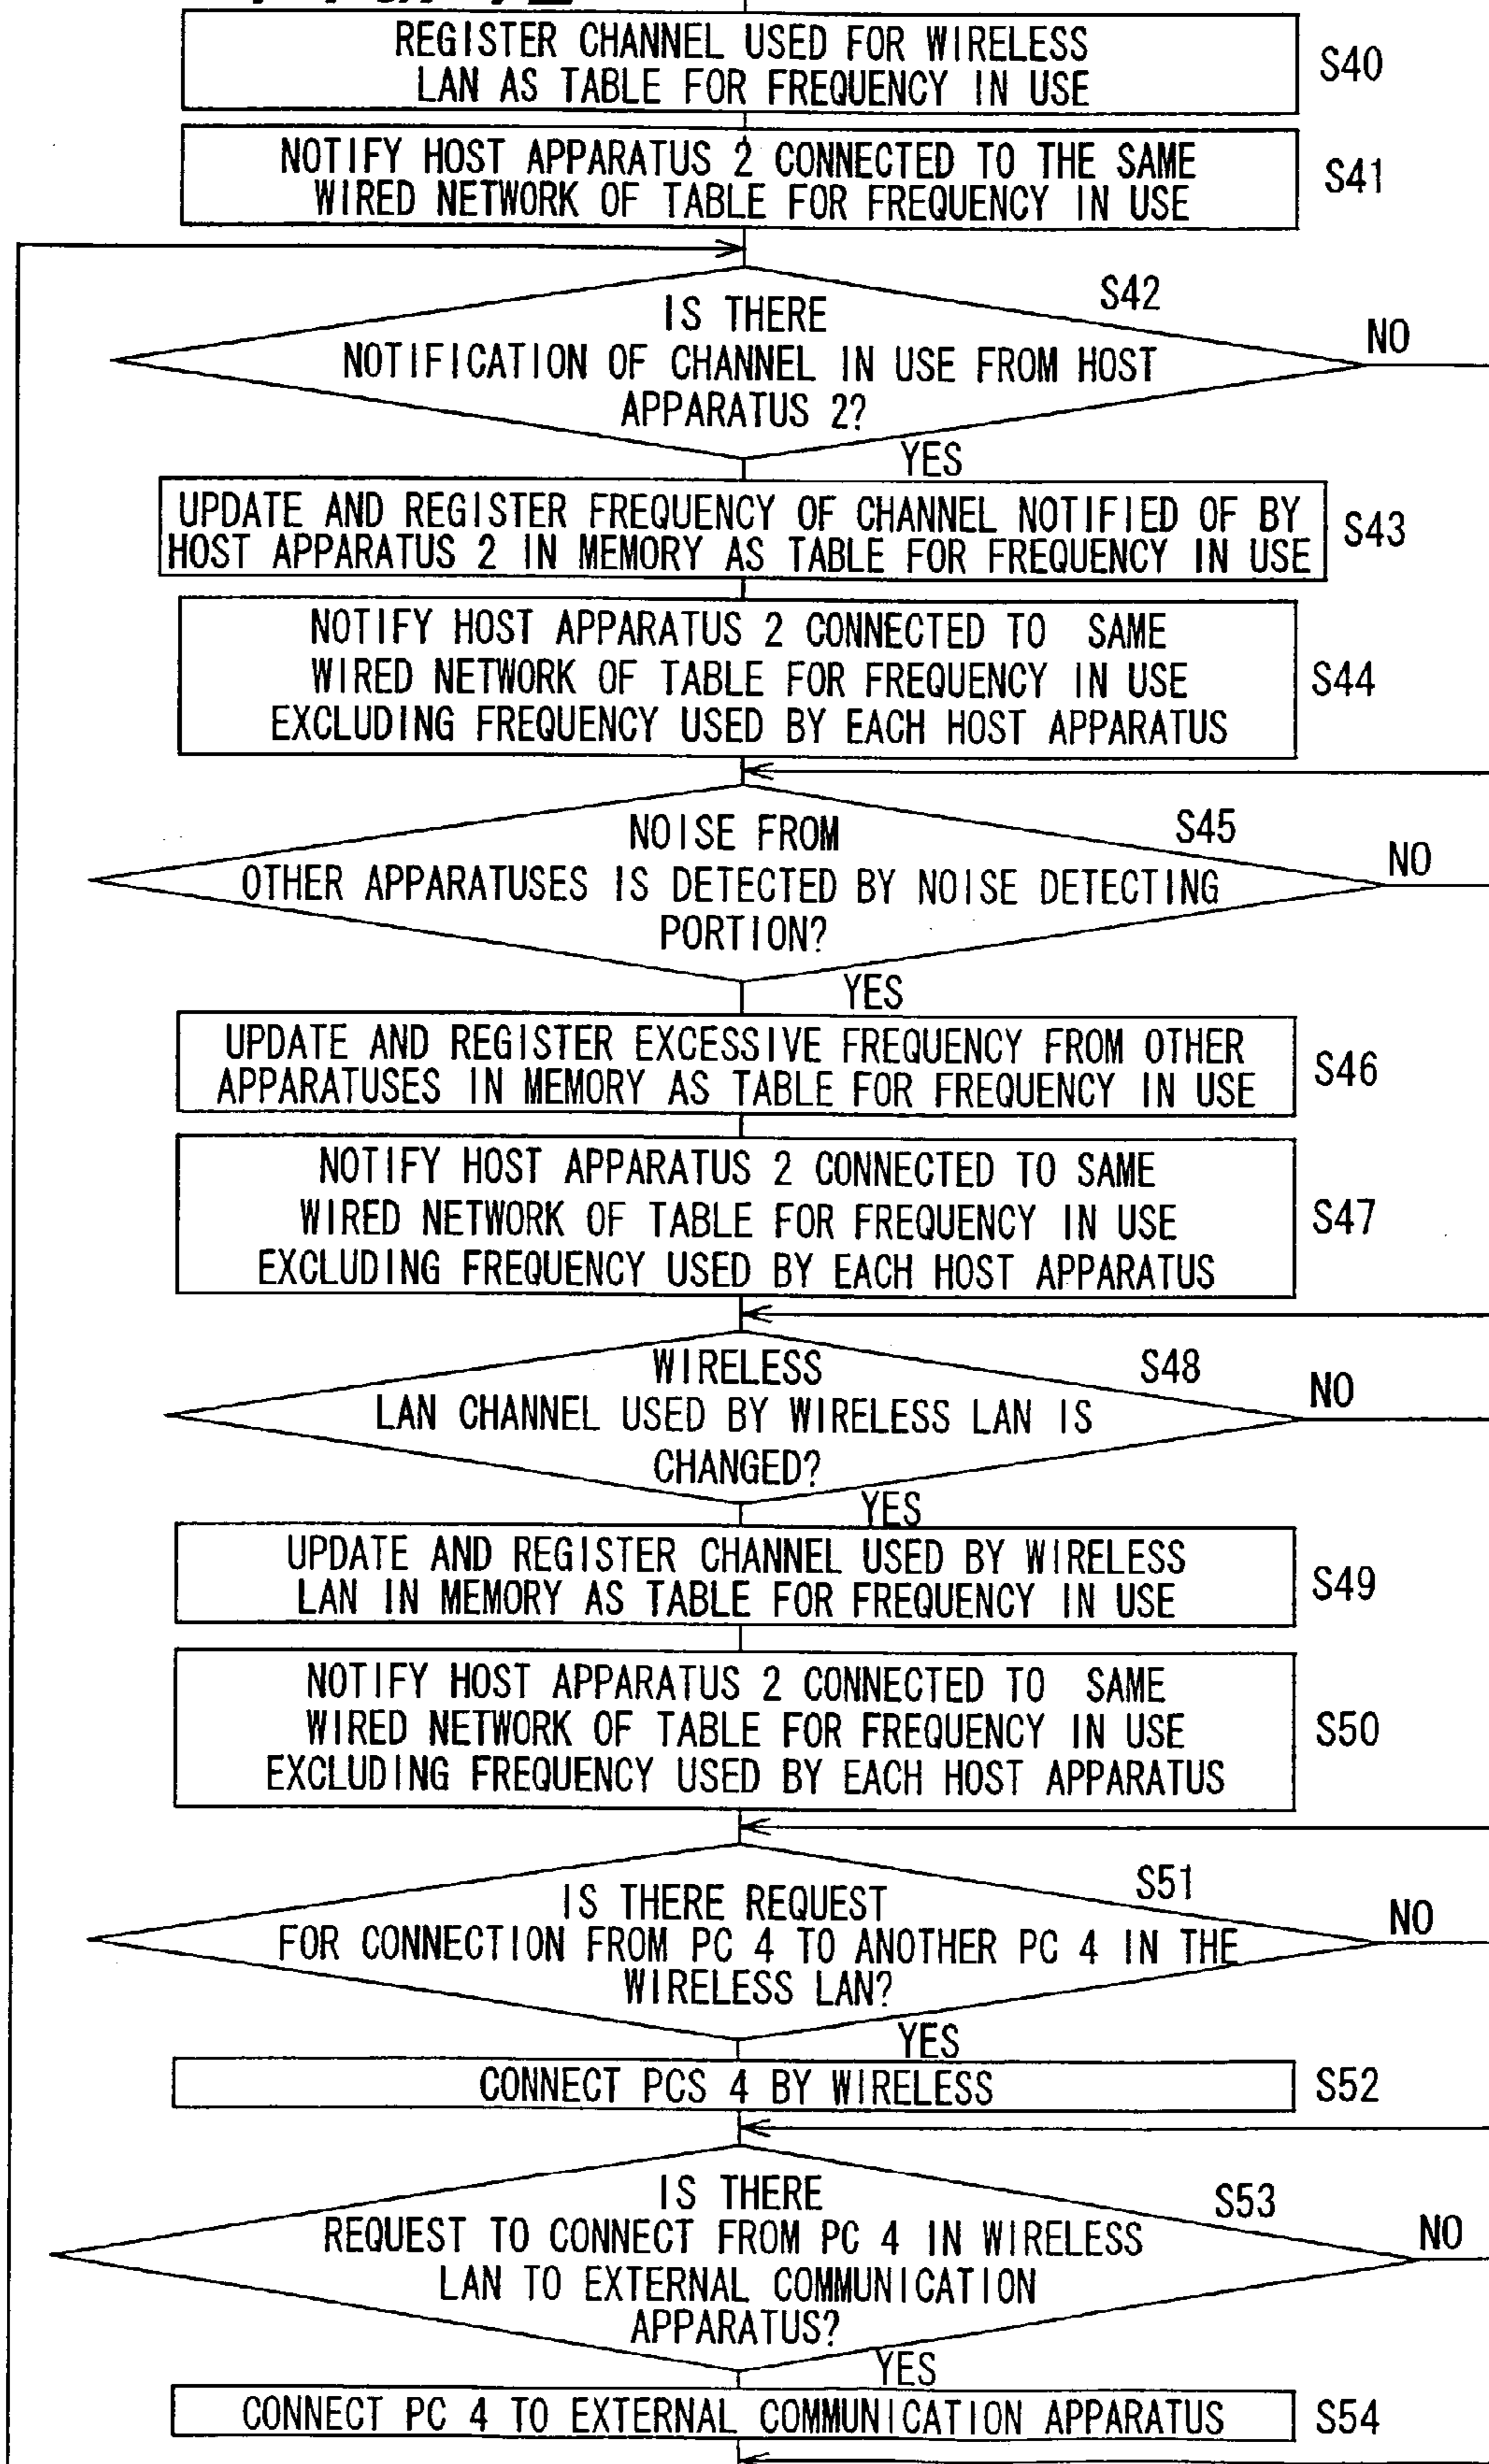 REGISTER CHANNEL USED FOR WIRELESS
LAN AS TABLE FOR FREQUENCY IN USE
S40
NOTIFY HOST APPARATUS 2 CONNECTED TO THE SAME
WIRED NETWORK OF TABLE FOR FREQUENCY IN USE
S41
S42
IS THERE
NOTIFICATION OF CHANNEL IN USE FROM HOST
APPARATUS 2?
NO
YES
UPDATE AND REGISTER FREQUENCY OF CHANNEL NOTIFIED OF BY
HOST APPARATUS 2 IN MEMORY AS TABLE FOR FREQUENCY IN USE
S43
NOTIFY HOST APPARATUS 2 CONNECTED TO SAME
WIRED NETWORK OF TABLE FOR FREQUENCY IN USE
EXCLUDING FREQUENCY USED BY EACH HOST APPARATUS
S44
S45
NOISE FROM
OTHER APPARATUSES IS DETECTED BY NOISE DETECTING
PORTION?
NO
YES
UPDATE AND REGISTER EXCESSIVE FREQUENCY FROM OTHER
APPARATUSES IN MEMORY AS TABLE FOR FREQUENCY IN USE
S46
NOTIFY HOST APPARATUS 2 CONNECTED TO SAME
WIRED NETWORK OF TABLE FOR FREQUENCY IN USE
EXCLUDING FREQUENCY USED BY EACH HOST APPARATUS
S47
S48
WIRELESS
LAN CHANNEL USED BY WIRELESS LAN IS
CHANGED?
NO
YES
UPDATE AND REGISTER CHANNEL USED BY WIRELESS
LAN IN MEMORY AS TABLE FOR FREQUENCY IN USE
S49
NOTIFY HOST APPARATUS 2 CONNECTED TO SAME
WIRED NETWORK OF TABLE FOR FREQUENCY IN USE
EXCLUDING FREQUENCY USED BY EACH HOST APPARATUS
S50
S51
IS THERE REQUEST
FOR CONNECTION FROM PC 4 TO ANOTHER PC 4 IN THE
WIRELESS LAN?
NO
YES
CONNECT PCS 4 BY WIRELESS
S52
S53
IS THERE
REQUEST TO CONNECT FROM PC 4 IN WIRELESS
LAN TO EXTERNAL COMMUNICATION
APPARATUS?
NO
YES
CONNECT PC 4 TO EXTERNAL COMMUNICATION APPARATUS
S54